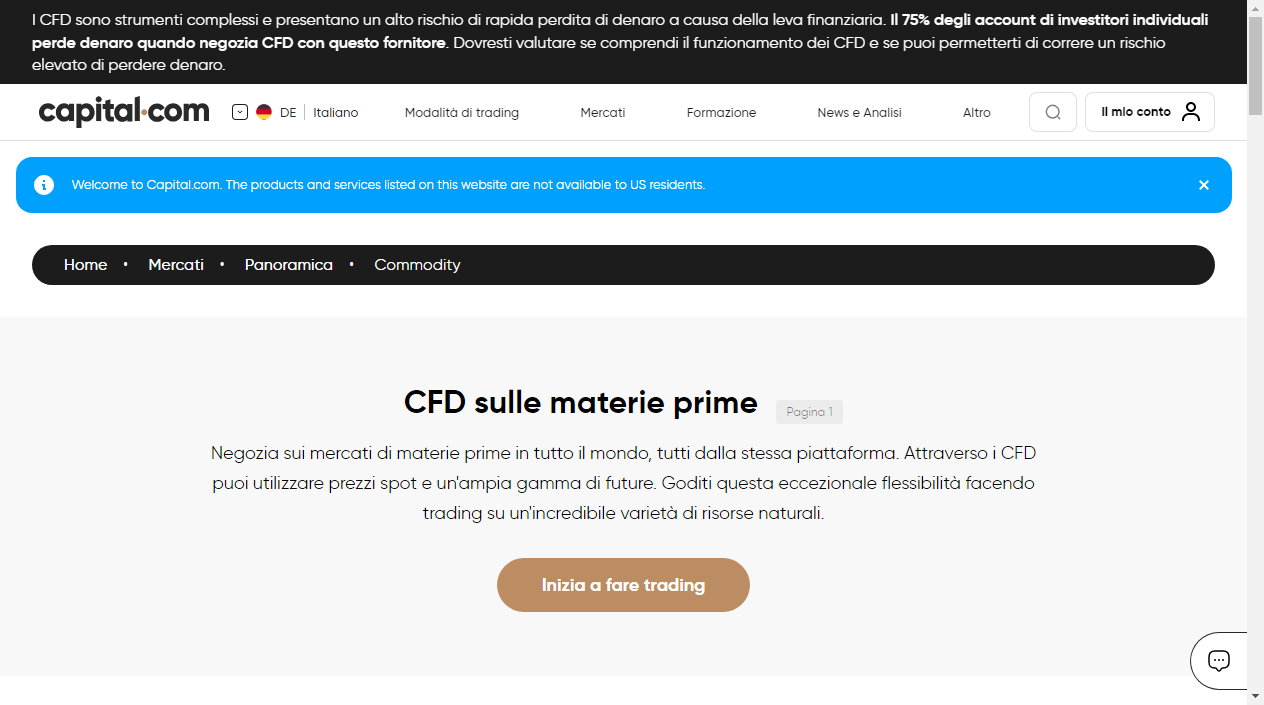 I CFD sono strumenti complessi e presentano un alto rischio di rapida perdita di denaro a causa della leva finanziaria. Il 75% degli account di investitori individuali
perde denaro quando negozia CFD con questo fornitore. Dovresti valutare se comprendi il funzionamento dei CFD e se puoi permetterti di correre un rischio
elevato di perdere denaro.
capital.com DE Italiano Modalità di trading Mercati Formazione News e Analisi Altro Il mio conto
Welcome to Capital.com. The products and services listed on this website are not available to US residents.
Home • Mercati • Panoramica • Commodity
CFD sulle materie prime Pagina 1
Negozia sui mercati di materie prime in tutto il mondo, tutti dalla stessa piattaforma. Attraverso i CFD
puoi utilizzare prezzi spot e un'ampia gamma di future. Goditi questa eccezionale flessibilità facendo
trading su un'incredibile varietà di risorse naturali.
Inizia a fare trading